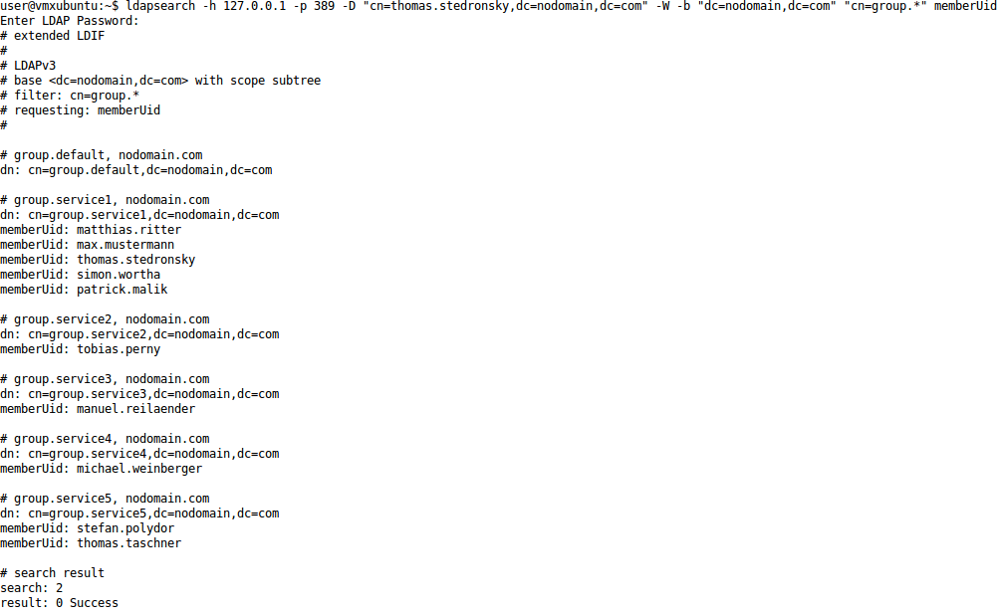 user@vmxubuntu:~$ ldapsearch -h 127.0.0.1 -p 389 -D "cn=thomas.stedronsky,dc=nodomain,dc=com" -W -b "dc=nodomain,dc=com" "cn=group.*" memberUid
Enter LDAP Password:
# extended LDIF
#
# LDAPv3
# base <dc=nodomain,dc=com> with scope subtree
# filter: cn=group.*
# requesting: memberUid
#
# group.default, nodomain.com
dn: cn=group.default,dc=nodomain,dc=com
# group.service1, nodomain.com
dn: cn=group.service1,dc=nodomain,dc=com
memberUid: matthias.ritter
memberUid: max.mustermann
memberUid: thomas.stedronsky
memberUid: simon.wortha
memberUid: patrick.malik
# group.service2, nodomain.com
dn: cn=group.service2,dc=nodomain,dc=com
memberUid: tobias.perny
# group.service3, nodomain.com
dn: cn=group.service3,dc=nodomain,dc=com
memberUid: manuel.reilaender
# group.service4, nodomain.com
dn: cn=group.service4,dc=nodomain,dc=com
memberUid: michael.weinberger
# group.service5, nodomain.com
dn: cn=group.service5,dc=nodomain,dc=com
memberUid: stefan.polydor
memberUid: thomas.taschner
# search result
search: 2
result: 0 Success